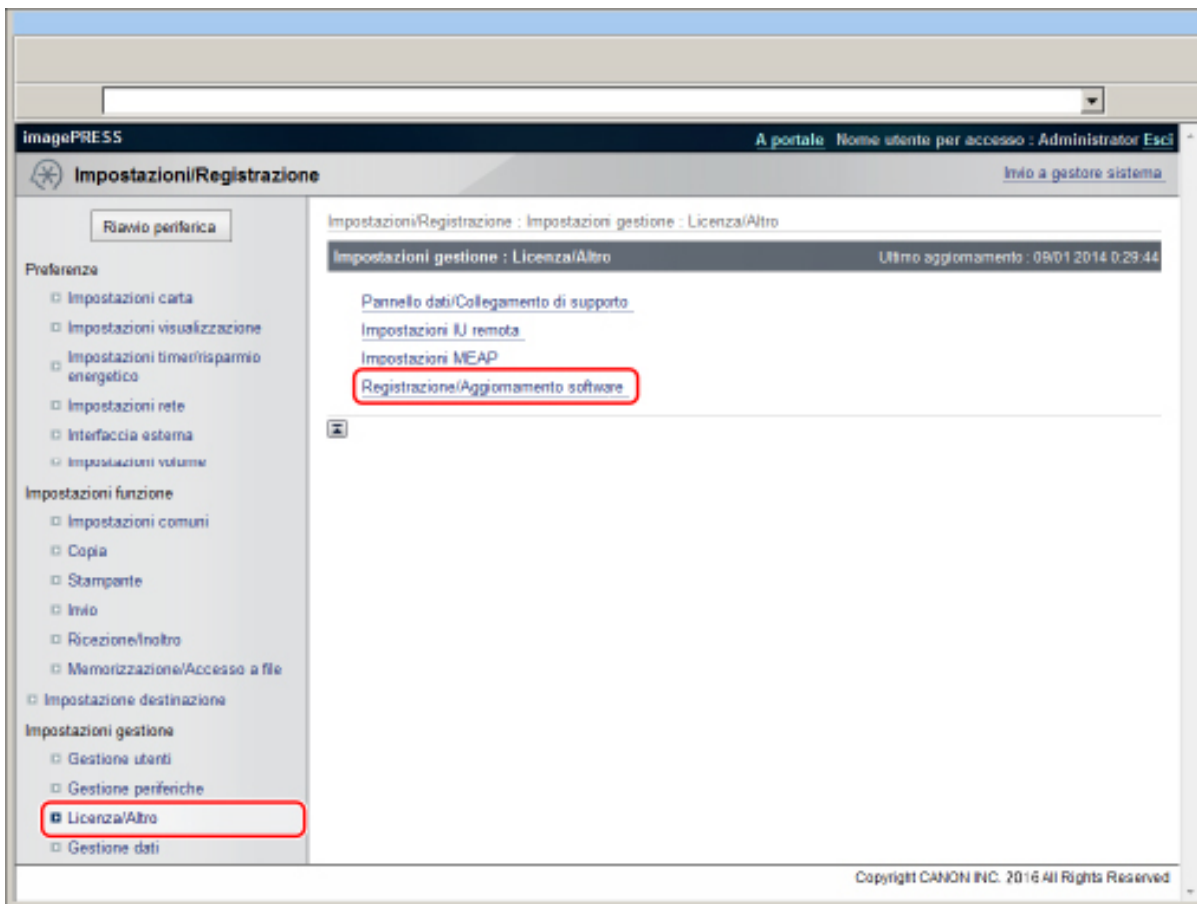 imagePRESS
A portale Nome utente per accesso : Administrator Esci
Impostazioni/Registrazione
Invio a gestore sistema
Riavvio periferica
Preferenze
Impostazioni carta
Impostazioni visualizzazione
Impostazioni timer/risparmio
energetico
Impostazioni rete
Interfaccia esterna
Impostazioni volume
Impostazioni funzione
Impostazioni comuni
Copia
Stampante
Invio
Ricezione/Inoltro
Memorizzazione/Accesso a file
Impostazione destinazione
Impostazioni gestione
Gestione utenti
Gestione periferiche
Licenza/Altro
Gestione dati
Impostazioni/Registrazione : Impostazioni gestione : Licenza/Altro
Impostazioni gestione : Licenza/Altro
Ultimo aggiornamento : 09/01 2014 0:29:44
Pannello dati/Collegamento di supporto
Impostazioni IU remota
Impostazioni MEAP
Registrazione/Aggiornamento software
Copyright CANON INC. 2016 All Rights Reserved